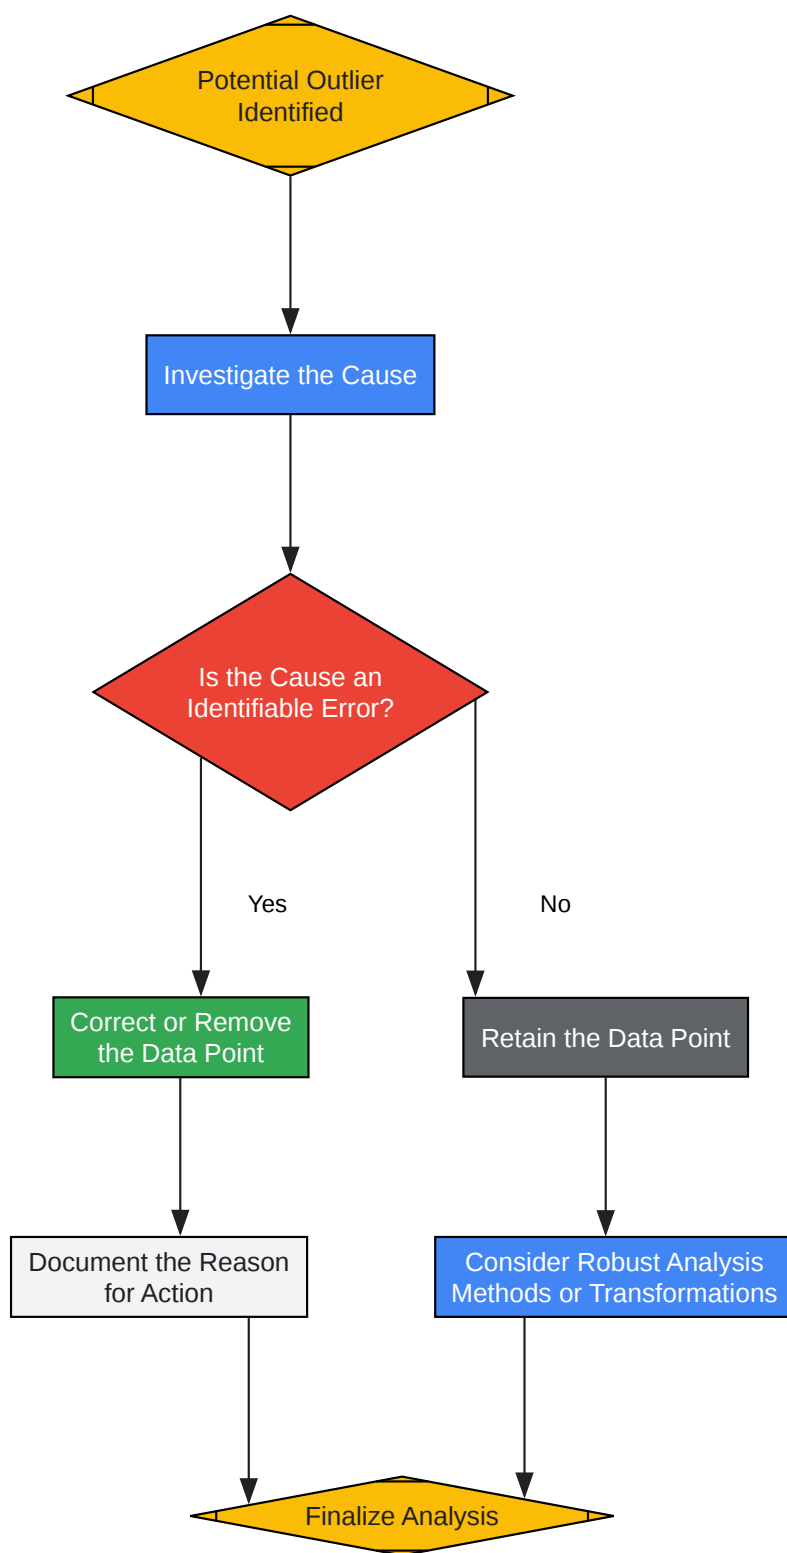 Potential Outlier
Identified
Investigate the Cause
Is the Cause an
Identifiable Error?
Yes
No
Correct or Remove
the Data Point
Retain the Data Point
Document the Reason
for Action
Consider Robust Analysis
Methods or Transformations
Finalize Analysis